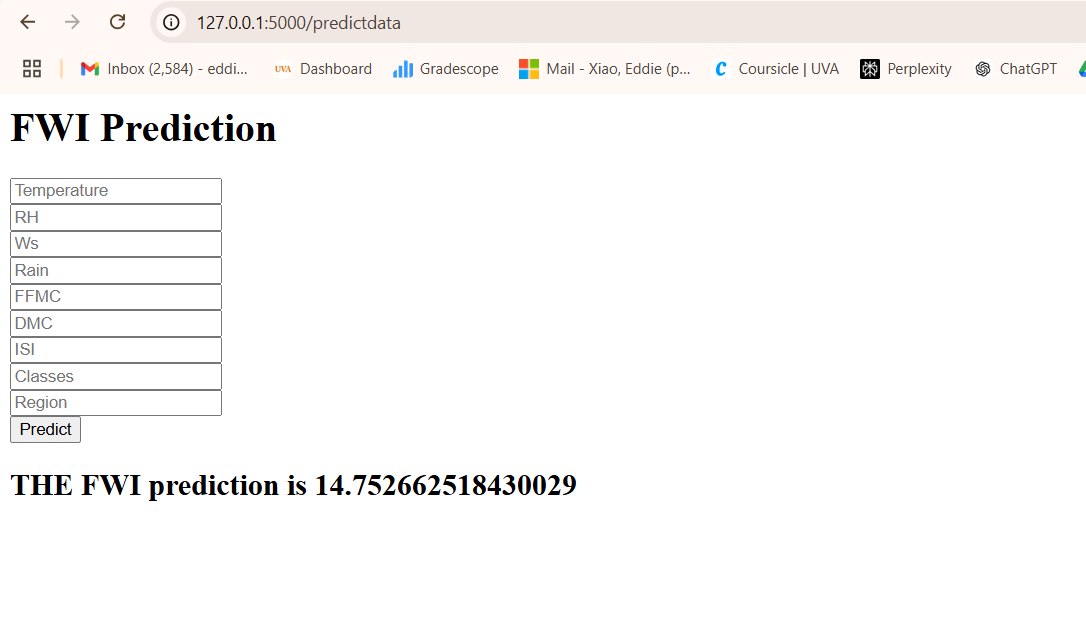 127.0.0.1:5000/predictdata
Inbox (2,584) - eddi... UVA Dashboard Gradescope Mail - Xiao, Eddie (p... C Coursicle | UVA Perplexity ChatGPT
FWI Prediction
Temperature
RH
Ws
Rain
FFMC
DMC
ISI
Classes
Region
Predict
THE FWI prediction is 14.752662518430029